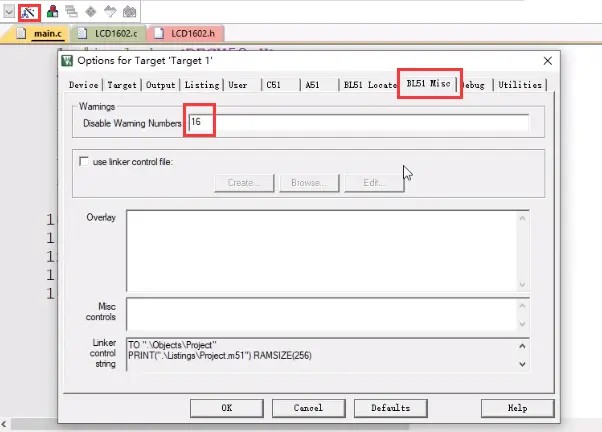 main.c LCD1602.c LCD1602.h
Options for Target 'Target 1'
Device Target Output Listing User C51 A51 BL51 Locate BL51 Misc Debug Utilities
Warnings
Disable Warning Numbers: 16
use linker control file:
Create... Browse... Edit...
Overlay
Misc
controls
Linker
control
string
TO ".\Objects\Project"
PRINT(".\Listings\Project.m51") RAMSIZE(256)
OK Cancel Defaults Help